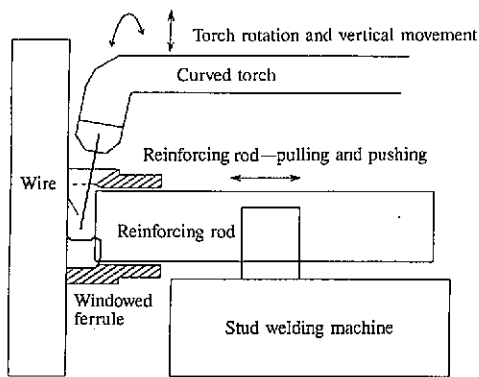 Torch rotation and vertical movement
Curved torch
Reinforcing rod—pulling and pushing
Wire
Reinforcing rod
Windowed
ferrule
Stud welding machine